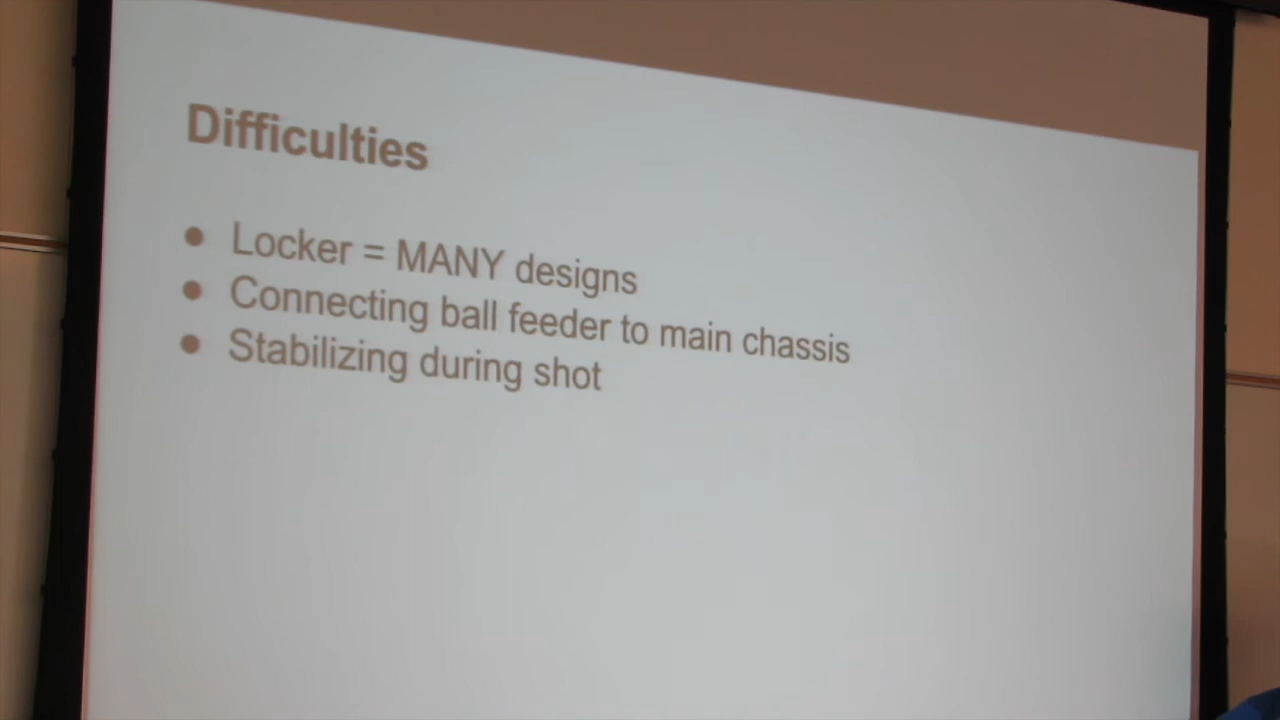 Difficulties
● Locker = MANY designs
● Connecting ball feeder to main chassis
● Stabilizing during shot